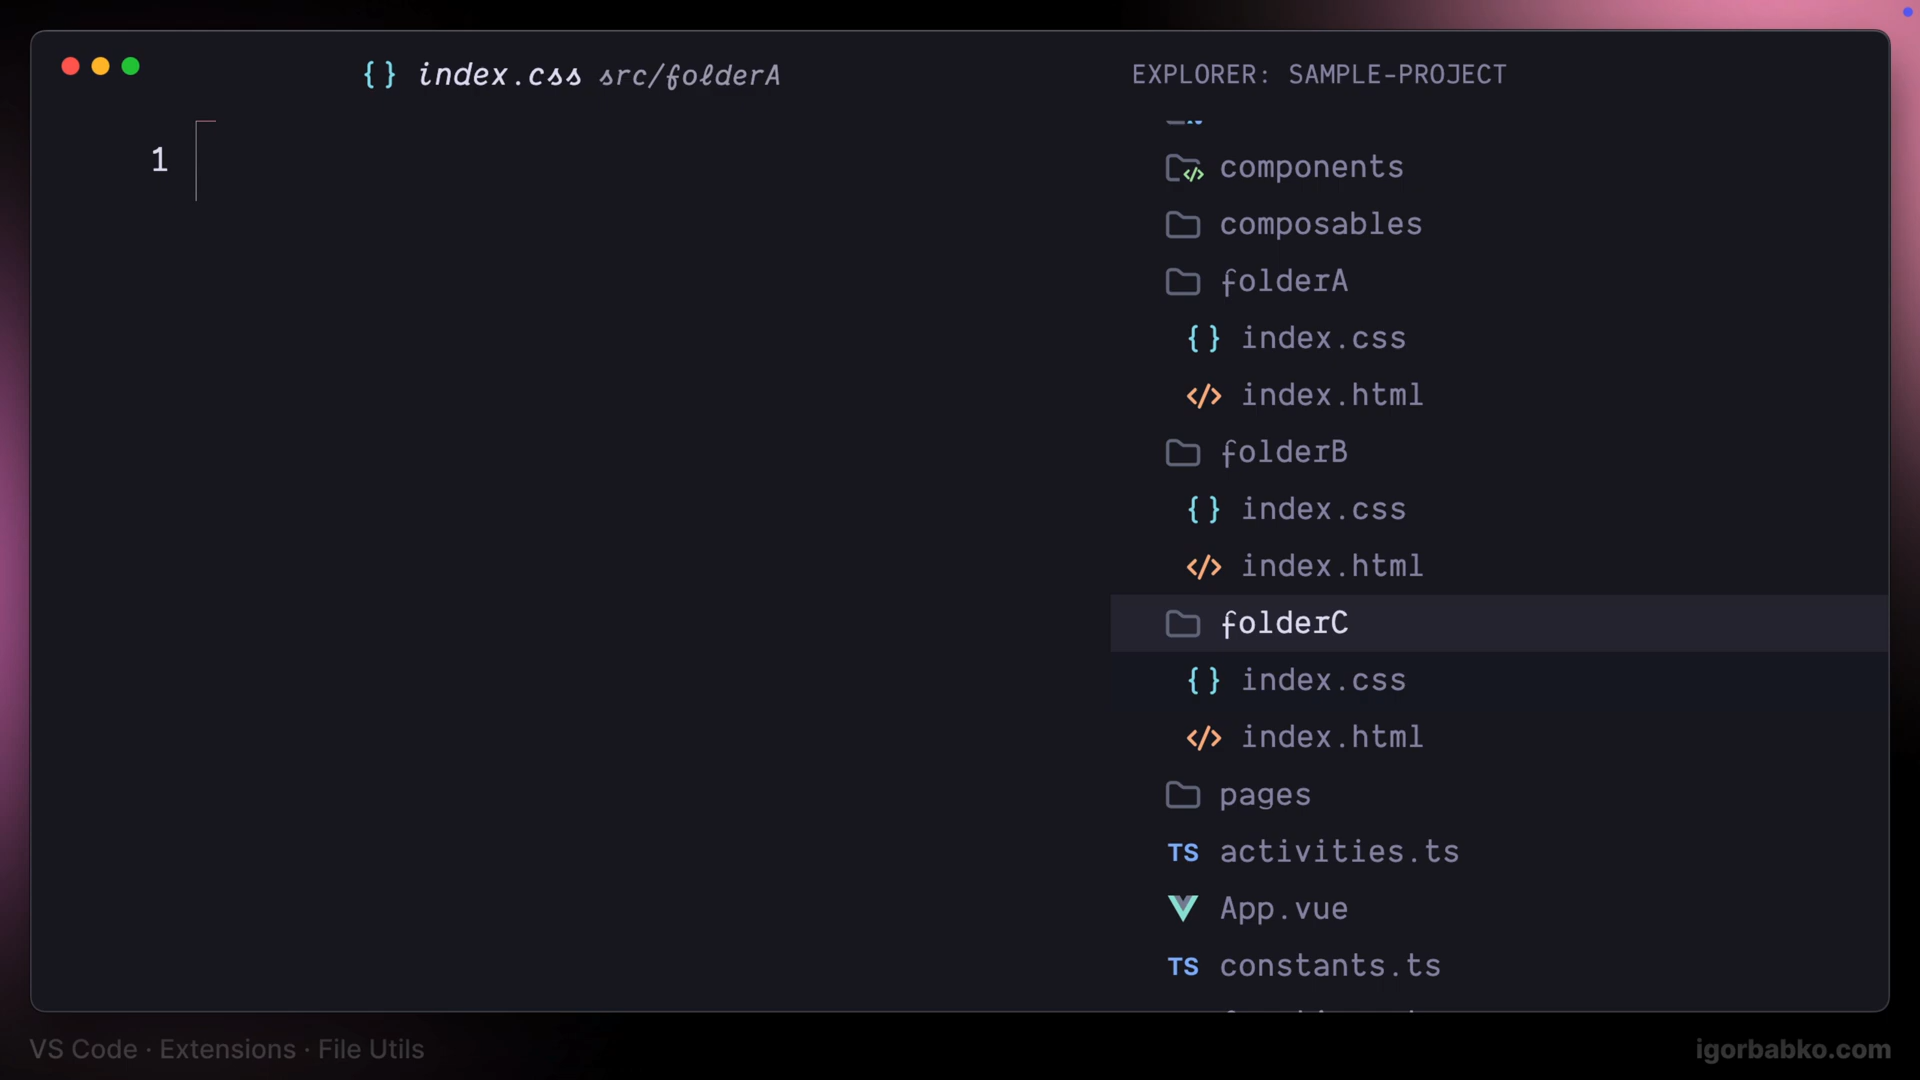 {} index.css src/folderA
EXPLORER: SAMPLE-PROJECT
1
</> components
composables
folderA
{} index.css
</> index.html
folderB
{} index.css
</> index.html
folderC
{} index.css
</> index.html
pages
TS activities.ts
App.vue
TS constants.ts
VS Code · Extensions · File Utils
igorbabko.com